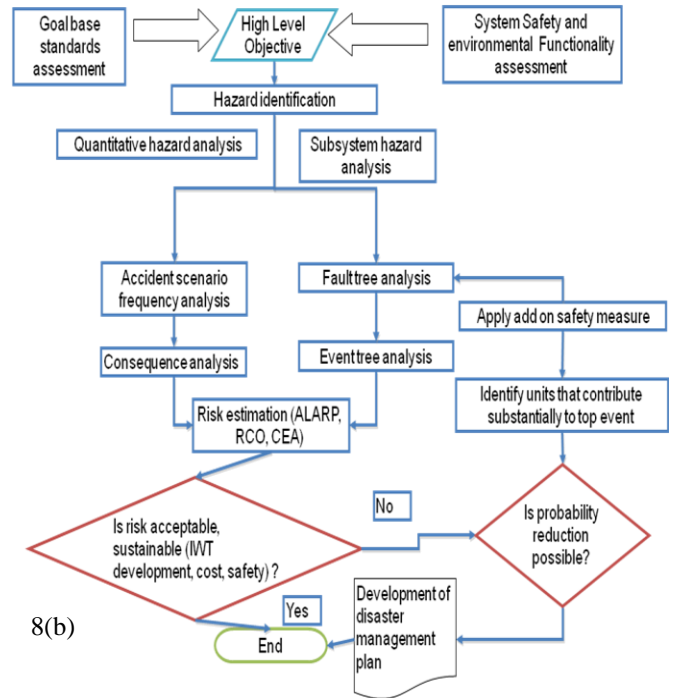 Goal base
standards
assessment
High Level
Objective
System Safety and
environmental Functionality
assessment
Hazard identification
Quantitative hazard analysis
Subsystem hazard
analysis
Accident scenario
frequency analysis
Fault tree analysis
Apply add on safety measure
Consequence analysis
Event tree analysis
Identify units that contribute
substantially to top event
Risk estimation (ALARP,
RCO, CEA)
Is risk acceptable,
sustainable (IWT
development, cost, safety) ?
No
Is probability
reduction
possible?
Yes
Development of
disaster
management
plan
End
8(b)